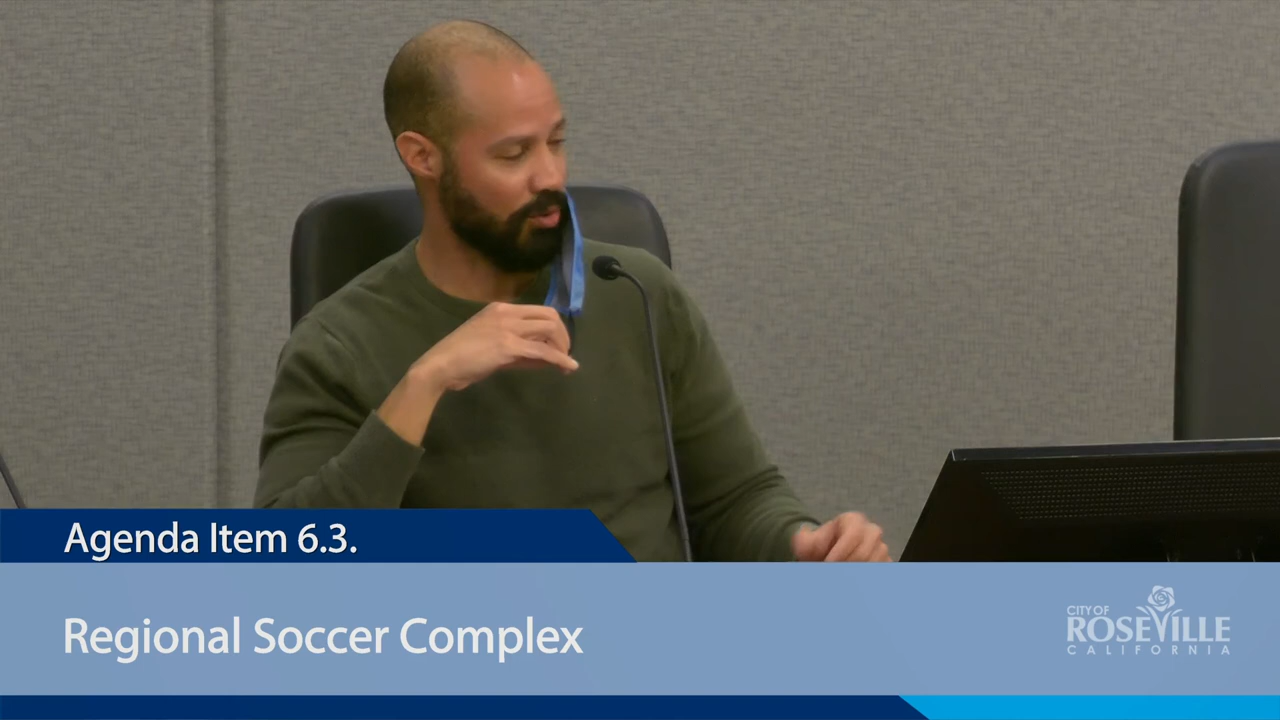 Agenda Item 6.3.
Regional Soccer Complex
CITY OF
ROSEVILLE
CALIFORNIA